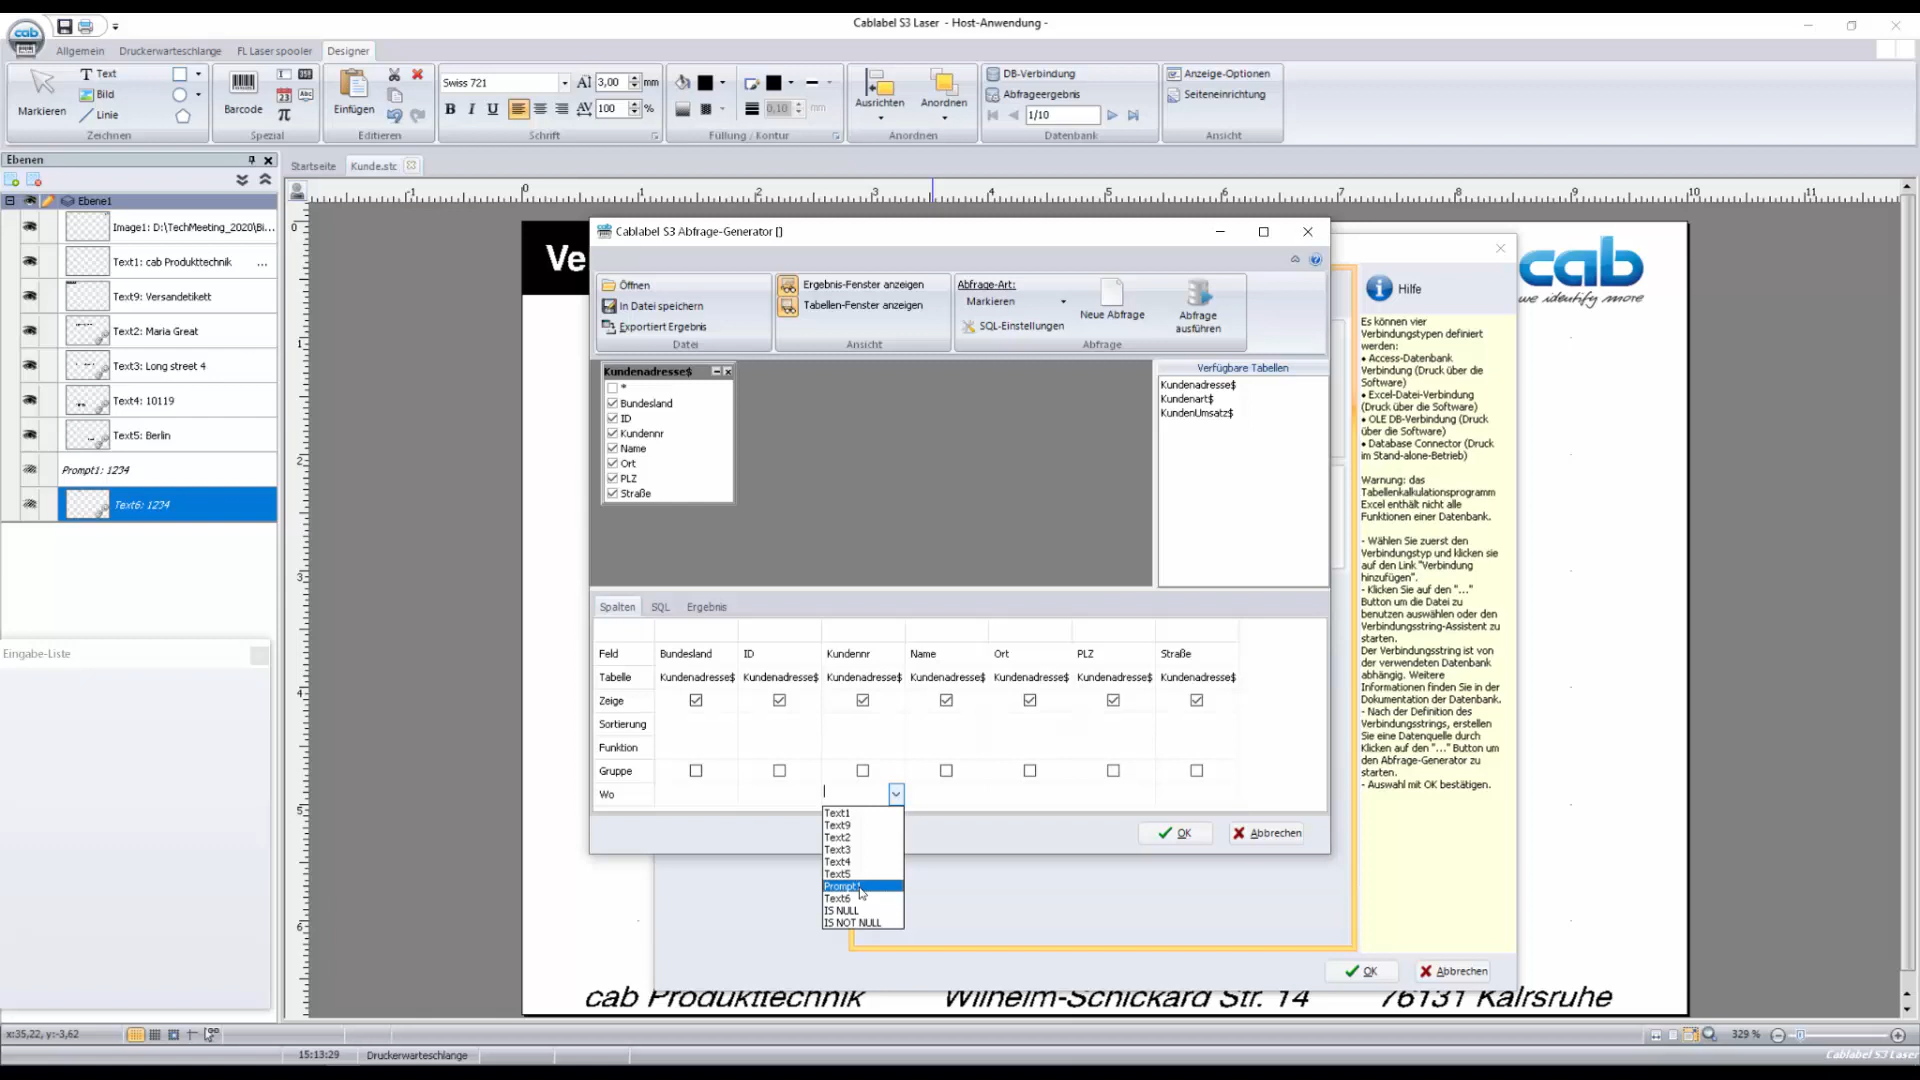 Cablabel S3 Laser - Host-Anwendung -
cab
Allgemein
Druckerwarteschlange
FL Laser spooler
Designer
Markieren
Text
Bild
Linie
Zeichnen
Barcode
Spezial
Einfügen
Editieren
Swiss 721
3,00 mm
B I U
100 %
Schrift
0,10 mm
Füllung / Kontur
Ausrichten
Anordnen
Anordnen
DB-Verbindung
Abfrageergebnis
1/10
Datenbank
Anzeige-Optionen
Seiteneinrichtung
Ansicht
Ebenen
Startseite
Kunde.stc
Ebene1
Image1: D:\TechMeeting_2020\Bi...
Text1: cab Produkttechnik ...
Text9: Versandetikett
Text2: Maria Great
Text3: Long street 4
Text4: 10119
Text5: Berlin
Prompt1: 1234
Text6: 1234
Eingabe-Liste
Ve
cab
we identify more
Cablabel S3 Abfrage-Generator []
Öffnen
In Datei speichern
Exportiert Ergebnis
Datei
Ergebnis-Fenster anzeigen
Tabellen-Fenster anzeigen
Ansicht
Abfrage-Art:
Markieren
SQL-Einstellungen
Neue Abfrage
Abfrage
ausführen
Abfrage
Kundenadresse$
*
Bundesland
ID
Kundennr
Name
Ort
PLZ
Straße
Verfügbare Tabellen
Kundenadresse$
Kundenart$
KundenUmsatz$
Spalten SQL Ergebnis
Feld Bundesland ID Kundennr Name Ort PLZ Straße
Tabelle Kundenadresse$ Kundenadresse$ Kundenadresse$ Kundenadresse$ Kundenadresse$ Kundenadresse$ Kundenadresse$
Zeige
Sortierung
Funktion
Gruppe
Wo
Text1
Text9
Text2
Text3
Text4
Text5
Prompt1
Text6
IS NULL
IS NOT NULL
OK
Abbrechen
Hilfe
Es können vier
Verbindungstypen definiert
werden:
• Access-Datenbank
Verbindung (Druck über die
Software)
• Excel-Datei-Verbindung
(Druck über die Software)
• OLE DB-Verbindung (Druck
über die Software)
• Database Connector (Druck
im Stand-alone-Betrieb)
Warnung: das
Tabellenkalkulationsprogramm
Excel enthält nicht alle
Funktionen einer Datenbank.
- Wählen Sie zuerst den
Verbindungstyp und klicken sie
auf den Link "Verbindung
hinzufügen".
- Klicken Sie auf den "..."
Button um die Datei zu
benutzen auswählen oder den
Verbindungsstring-Assistent zu
starten.
Der Verbindungsstring ist von
der verwendeten Datenbank
abhängig. Weitere
Informationen finden Sie in der
Dokumentation der Datenbank.
- Nach der Definition des
Verbindungsstrings, erstellen
Sie eine Datenquelle durch
Klicken auf den "..." Button um
den Abfrage-Generator zu
starten.
- Auswahl mit OK bestätigen.
OK
Abbrechen
cab Produkttechnik Wilhelm-Schickard Str. 14 76131 Kalrsruhe
x:35,22, y:-3,62
329 %
15:13:29
Druckerwarteschlange
Cablabel S3 Laser